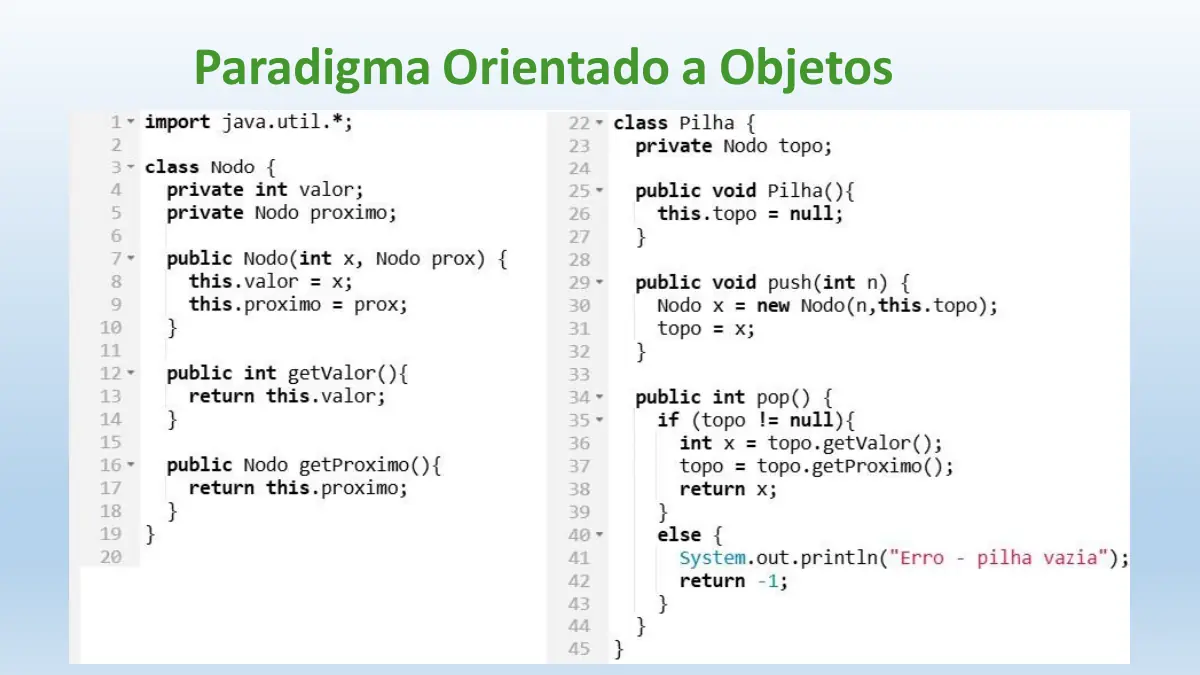 Paradigma Orientado a Objetos
1 import java.util.*;
2
3 class Nodo {
4 private int valor;
5 private Nodo proximo;
6
7 public Nodo(int x, Nodo prox) {
8 this.valor = x;
9 this.proximo = prox;
10 }
11
12 public int getValor(){
13 return this.valor;
14 }
15
16 public Nodo getProximo(){
17 return this.proximo;
18 }
19 }
20
22 class Pilha {
23 private Nodo topo;
24
25 public void Pilha(){
26 this.topo = null;
27 }
28
29 public void push(int n) {
30 Nodo x = new Nodo(n,this.topo);
31 topo = x;
32 }
33
34 public int pop() {
35 if (topo != null){
36 int x = topo.getValor();
37 topo = topo.getProximo();
38 return x;
39 }
40 else {
41 System.out.println("Erro - pilha vazia");
42 return -1;
43 }
44 }
45 }